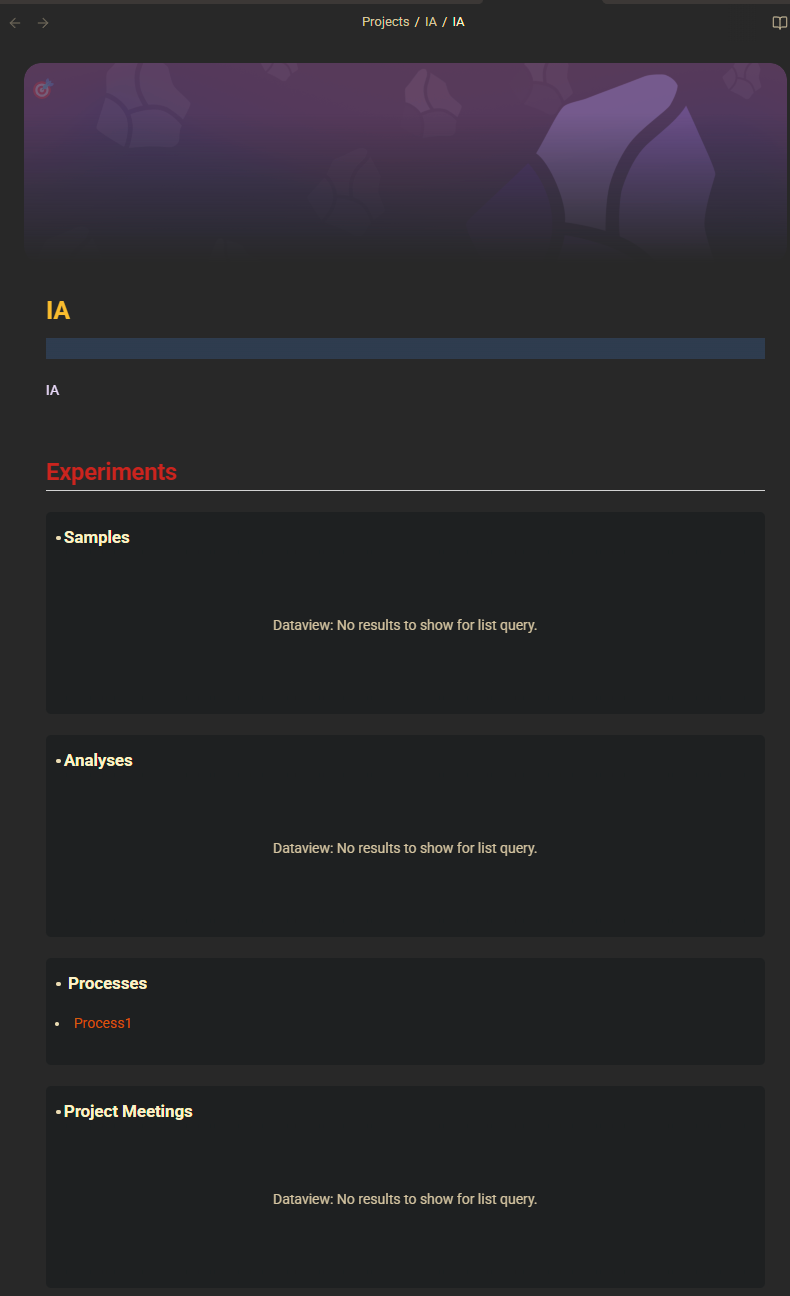 Projects / IA / IA
IA
IA
Experiments
• Samples
Dataview: No results to show for list query.
• Analyses
Dataview: No results to show for list query.
• Processes
• Process1
• Project Meetings
Dataview: No results to show for list query.